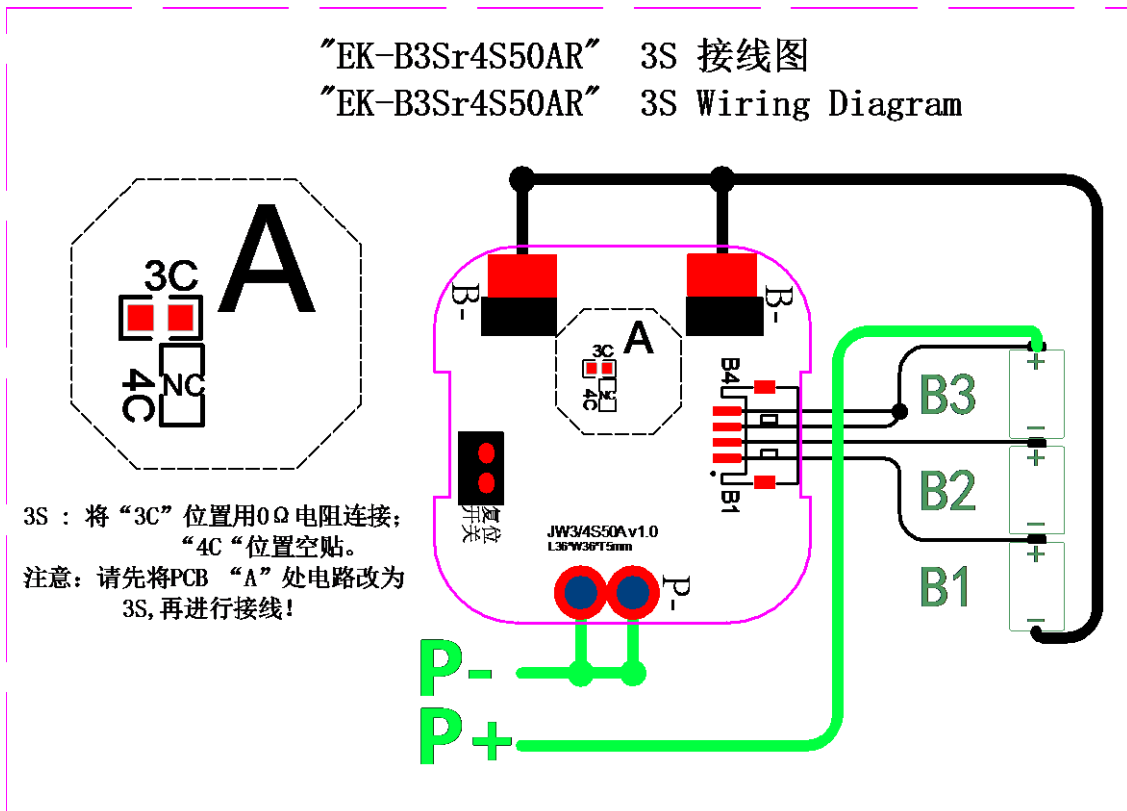 "EK-B3Sr4S50AR" 3S 接线图
"EK-B3Sr4S50AR" 3S Wiring Diagram
A
3C
4C
NC
B-
B-
A
3C
4C
NC
B4
B1
+
B3
-
+
B2
-
+
B1
-
复位
开关
3S : 将“3C”位置用0Ω电阻连接;
“4C“位置空贴。
注意: 请先将PCB “A”处电路改为
3S,再进行接线!
JW3/4S50Av1.0
L36*W36*T5mm
P-
P-
P+